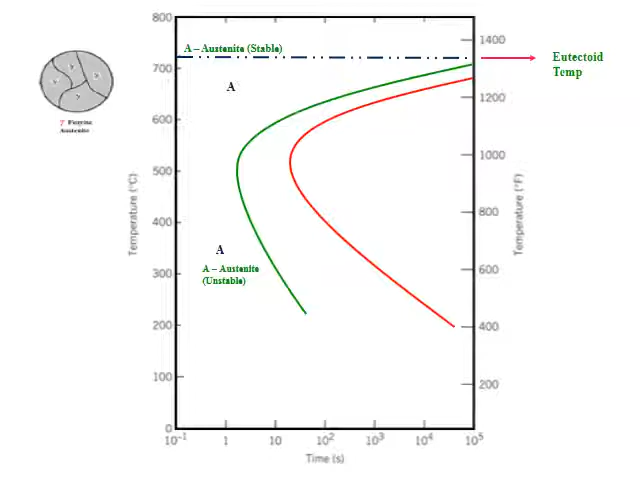 800
A – Austenite (Stable)
1400
Eutectoid
Temp
700
A
1200
γ Fuzyina
Austenite
600
1000
500
Temperature (°C)
Temperature (°F)
400
800
A
A – Austenite
(Unstable)
300
600
200
400
100
200
0
10⁻¹ 1 10 10² 10³ 10⁴ 10⁵
Time (s)